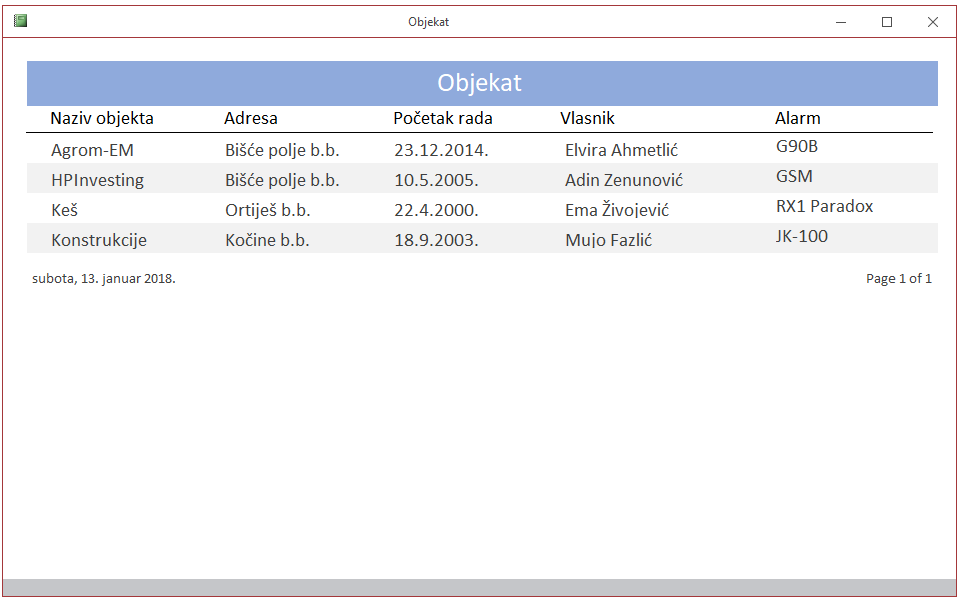 Objekat
Objekat
Naziv objekta Adresa Početak rada Vlasnik Alarm
Agrom-EM Bišće polje b.b. 23.12.2014. Elvira Ahmetlić G90B
HPInvesting Bišće polje b.b. 10.5.2005. Adin Zenunović GSM
Keš Ortiješ b.b. 22.4.2000. Ema Živojević RX1 Paradox
Konstrukcije Kočine b.b. 18.9.2003. Mujo Fazlić JK-100
subota, 13. januar 2018. Page 1 of 1